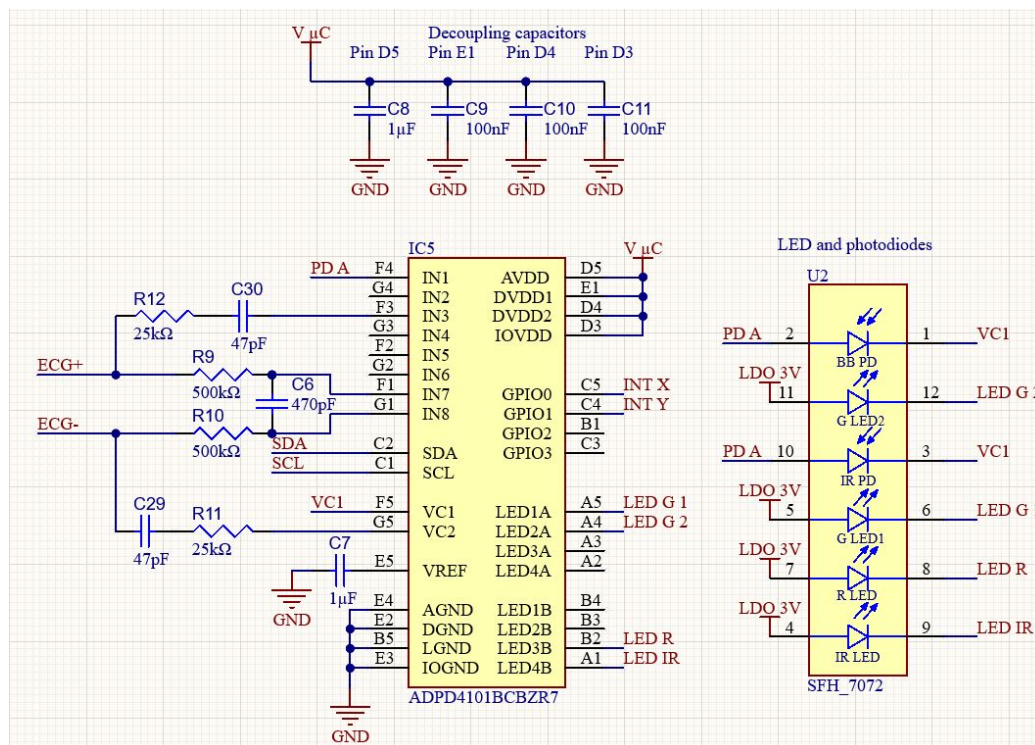 V µC
Decoupling capacitors
Pin D5 Pin E1 Pin D4 Pin D3
C8 C9 C10 C11
1µF 100nF 100nF 100nF
GND GND GND GND
IC5
V µC
LED and photodiodes
U2
PD A F4 IN1 AVDD D5
G4 IN2 DVDD1 E1
R12 C30 F3 IN3 DVDD2 D4
25kΩ 47pF G3 IN4 IOVDD D3
F2 IN5
ECG+ R9 G2 IN6
500kΩ C6 F1 IN7 GPIO0 C5 INT X
470pF G1 IN8 GPIO1 C4 INT Y
ECG- R10 GPIO2 B1
500kΩ SDA C2 SDA GPIO3 C3
SCL C1 SCL
VC1 F5 VC1 LED1A A5 LED G 1
C29 R11 G5 VC2 LED2A A4 LED G 2
47pF 25kΩ LED3A A3
C7 E5 VREF LED4A A2
1µF
GND
E4 AGND LED1B B4
E2 DGND LED2B B3
B5 LGND LED3B B2 LED R
E3 IOGND LED4B A1 LED IR
ADPD4101BCBZR7
GND
PD A 2 1 VC1
BB PD
LDO 3V 11 12 LED G
G LED2
PD A 10 3 VC1
IR PD
LDO 3V 5 6 LED G
G LED1
LDO 3V 7 8 LED R
R LED
LDO 3V 4 9 LED IR
IR LED
SFH_7072